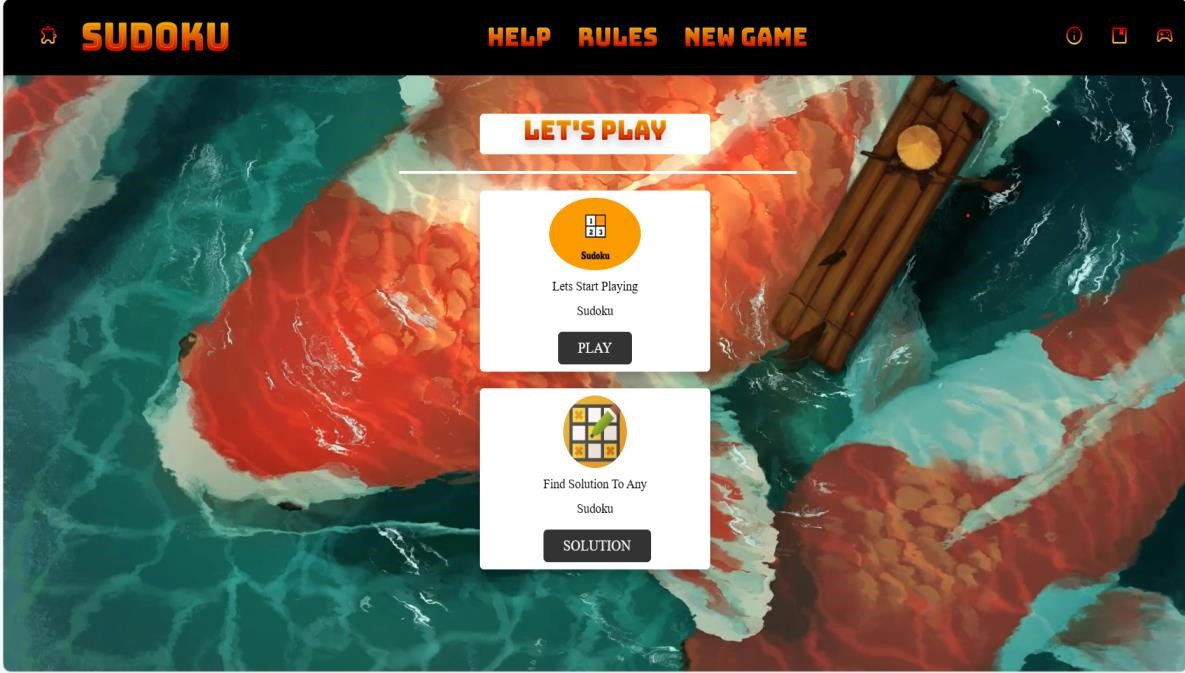 SUDOKU
HELP RULES NEW GAME
LET'S PLAY
1
2 3
Sudoku
Lets Start Playing
Sudoku
PLAY
Find Solution To Any
Sudoku
SOLUTION